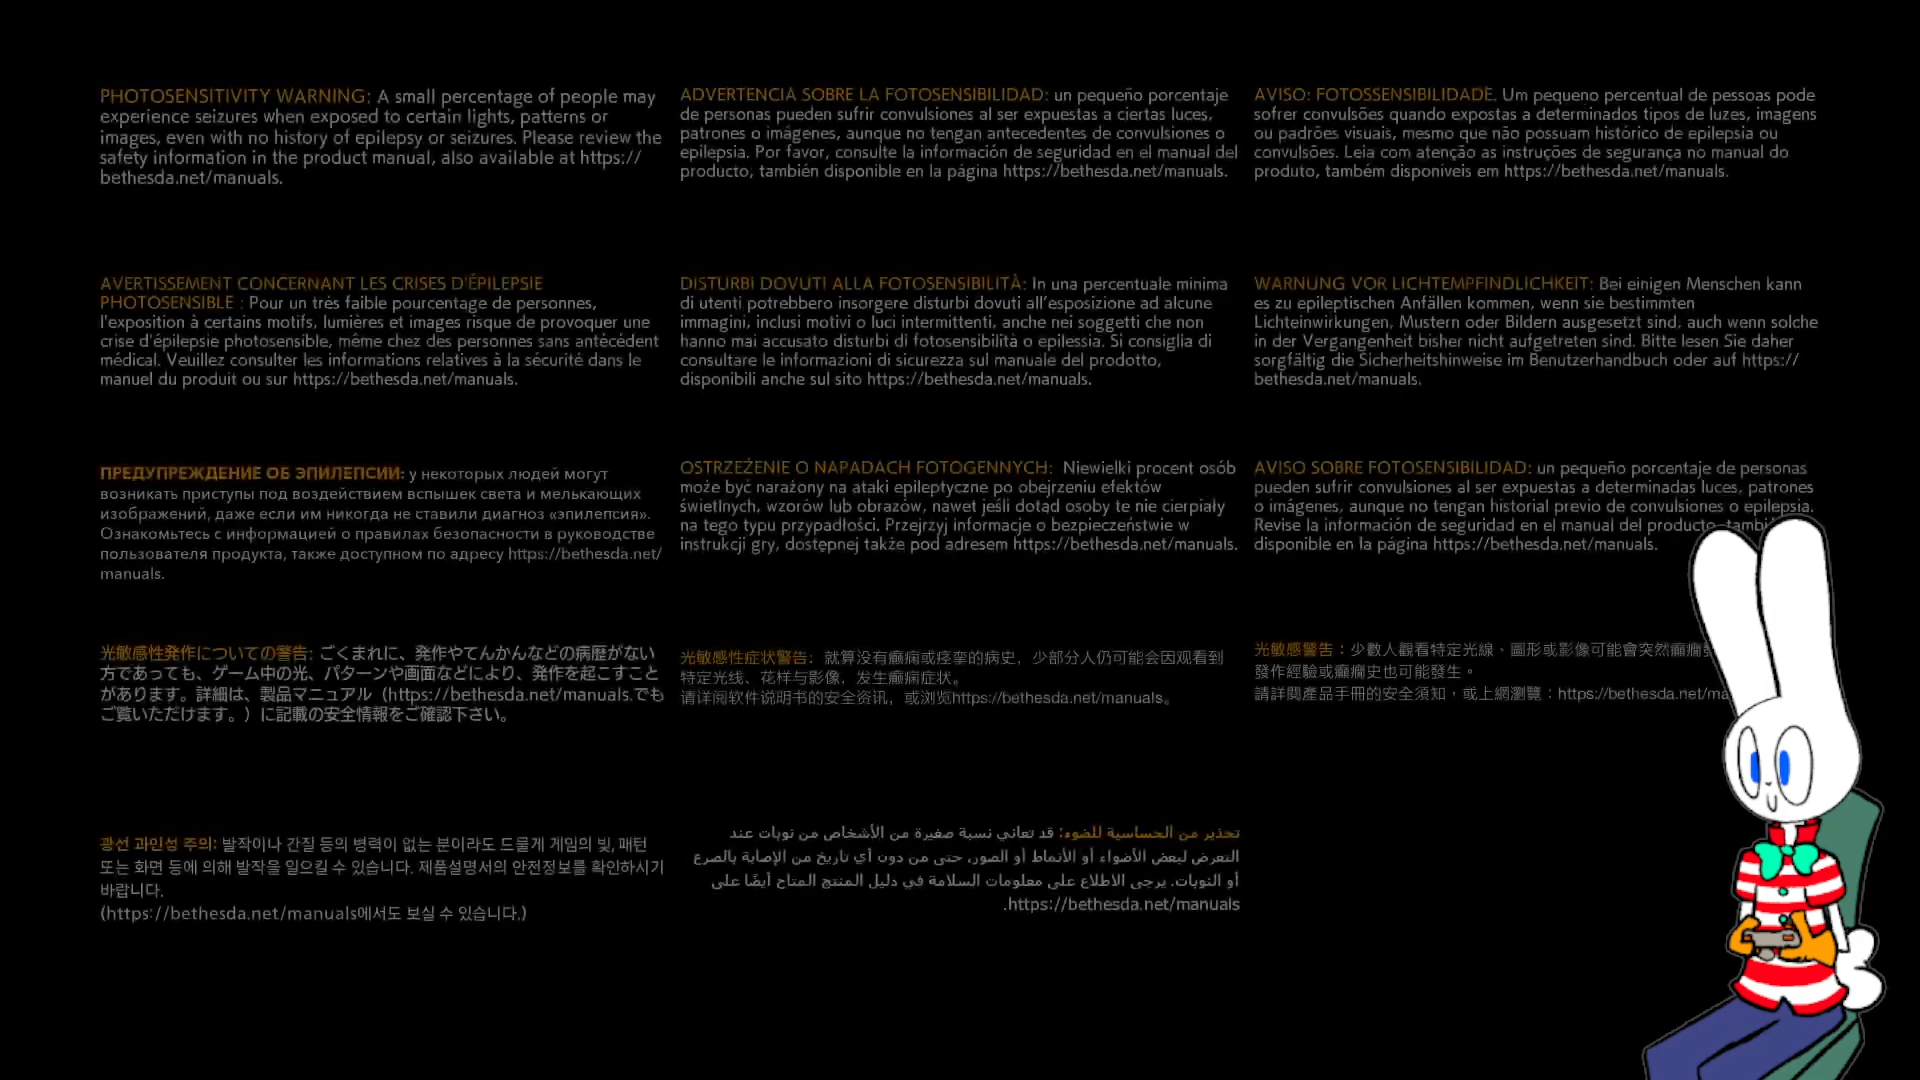 PHOTOSENSITIVITY WARNING: A small percentage of people may
experience seizures when exposed to certain lights, patterns or
images, even with no history of epilepsy or seizures. Please review the
safety information in the product manual, also available at https://
bethesda.net/manuals.
ADVERTENCIA SOBRE LA FOTOSENSIBILIDAD: un pequeño porcentaje
de personas pueden sufrir convulsiones al ser expuestas a ciertas luces,
patrones o imágenes, aunque no tengan antecedentes de convulsiones o
epilepsia. Por favor, consulte la información de seguridad en el manual del
producto, también disponible en la página https://bethesda.net/manuals.
AVISO: FOTOSSENSIBILIDADE. Um pequeno percentual de pessoas pode
sofrer convulsões quando expostas a determinados tipos de luzes, imagens
ou padrões visuais, mesmo que não possuam histórico de epilepsia ou
convulsões. Leia com atenção as instruções de segurança no manual do
produto, também disponíveis em https://bethesda.net/manuals.
AVERTISSEMENT CONCERNANT LES CRISES D'ÉPILEPSIE
PHOTOSENSIBLE : Pour un très faible pourcentage de personnes,
l'exposition à certains motifs, lumières et images risque de provoquer une
crise d'épilepsie photosensible, même chez des personnes sans antécédent
médical. Veuillez consulter les informations relatives à la sécurité dans le
manuel du produit ou sur https://bethesda.net/manuals.
DISTURBI DOVUTI ALLA FOTOSENSIBILITÀ: In una percentuale minima
di utenti potrebbero insorgere disturbi dovuti all'esposizione ad alcune
immagini, inclusi motivi o luci intermittenti, anche nei soggetti che non
hanno mai accusato disturbi di fotosensibilità o epilessia. Si consiglia di
consultare le informazioni di sicurezza sul manuale del prodotto,
disponibili anche sul sito https://bethesda.net/manuals.
WARNUNG VOR LICHTEMPFINDLICHKEIT: Bei einigen Menschen kann
es zu epileptischen Anfällen kommen, wenn sie bestimmten
Lichteinwirkungen, Mustern oder Bildern ausgesetzt sind, auch wenn solche
in der Vergangenheit bisher nicht aufgetreten sind. Bitte lesen Sie daher
sorgfältig die Sicherheitshinweise im Benutzerhandbuch oder auf https://
bethesda.net/manuals.
ПРЕДУПРЕЖДЕНИЕ ОБ ЭПИЛЕПСИИ: у некоторых людей могут
возникать приступы под воздействием вспышек света и мелькающих
изображений, даже если им никогда не ставили диагноз «эпилепсия».
Ознакомьтесь с информацией о правилах безопасности в руководстве
пользователя продукта, также доступном по адресу https://bethesda.net/
manuals.
OSTRZEŻENIE O NAPADACH FOTOGENNYCH: Niewielki procent osób
może być narażony na ataki epileptyczne po obejrzeniu efektów
świetlnych, wzorów lub obrazów, nawet jeśli dotąd osoby te nie cierpiały
na tego typu przypadłości. Przejrzyj informacje o bezpieczeństwie w
instrukcji gry, dostępnej także pod adresem https://bethesda.net/manuals.
AVISO SOBRE FOTOSENSIBILIDAD: un pequeño porcentaje de personas
pueden sufrir convulsiones al ser expuestas a determinadas luces, patrones
o imágenes, aunque no tengan historial previo de convulsiones o epilepsia.
Revise la información de seguridad en el manual del producto, tambi
disponible en la página https://bethesda.net/manuals.
光敏感性発作についての警告: ごくまれに、発作やてんかんなどの病歴がない
方であっても、ゲーム中の光、パターンや画面などにより、発作を起こすこと
があります。詳細は、製品マニュアル（https://bethesda.net/manuals.でも
ご覧いただけます。）に記載の安全情報をご確認下さい。
光敏感性症状警告：就算没有癫痫或痉挛的病史，少部分人仍可能会因观看到
特定光线、花样与影像，发生癫痫症状。
请详阅软件说明书的安全资讯，或浏览https://bethesda.net/manuals。
光敏感警告：少數人觀看特定光線、圖形或影像可能會突然癲癇
發作經驗或癲癇史也可能發生。
請詳閱產品手冊的安全須知，或上網瀏覽：https://bethesda.net/ma
광선 과민성 주의: 발작이나 간질 등의 병력이 없는 분이라도 드물게 게임의 빛, 패턴
또는 화면 등에 의해 발작을 일으킬 수 있습니다. 제품설명서의 안전정보를 확인하시기
바랍니다.
(https://bethesda.net/manuals에서도 보실 수 있습니다.)
تحذير من الحساسية للضوء: قد تعاني نسبة صغيرة من الأشخاص من نوبات عند
التعرض لبعض الأضواء أو الأنماط أو الصور، حتى من دون أي تاريخ من الإصابة بالصرع
أو النوبات. يرجى الاطلاع على معلومات السلامة في دليل المنتج المتاح أيضًا على
https://bethesda.net/manuals.